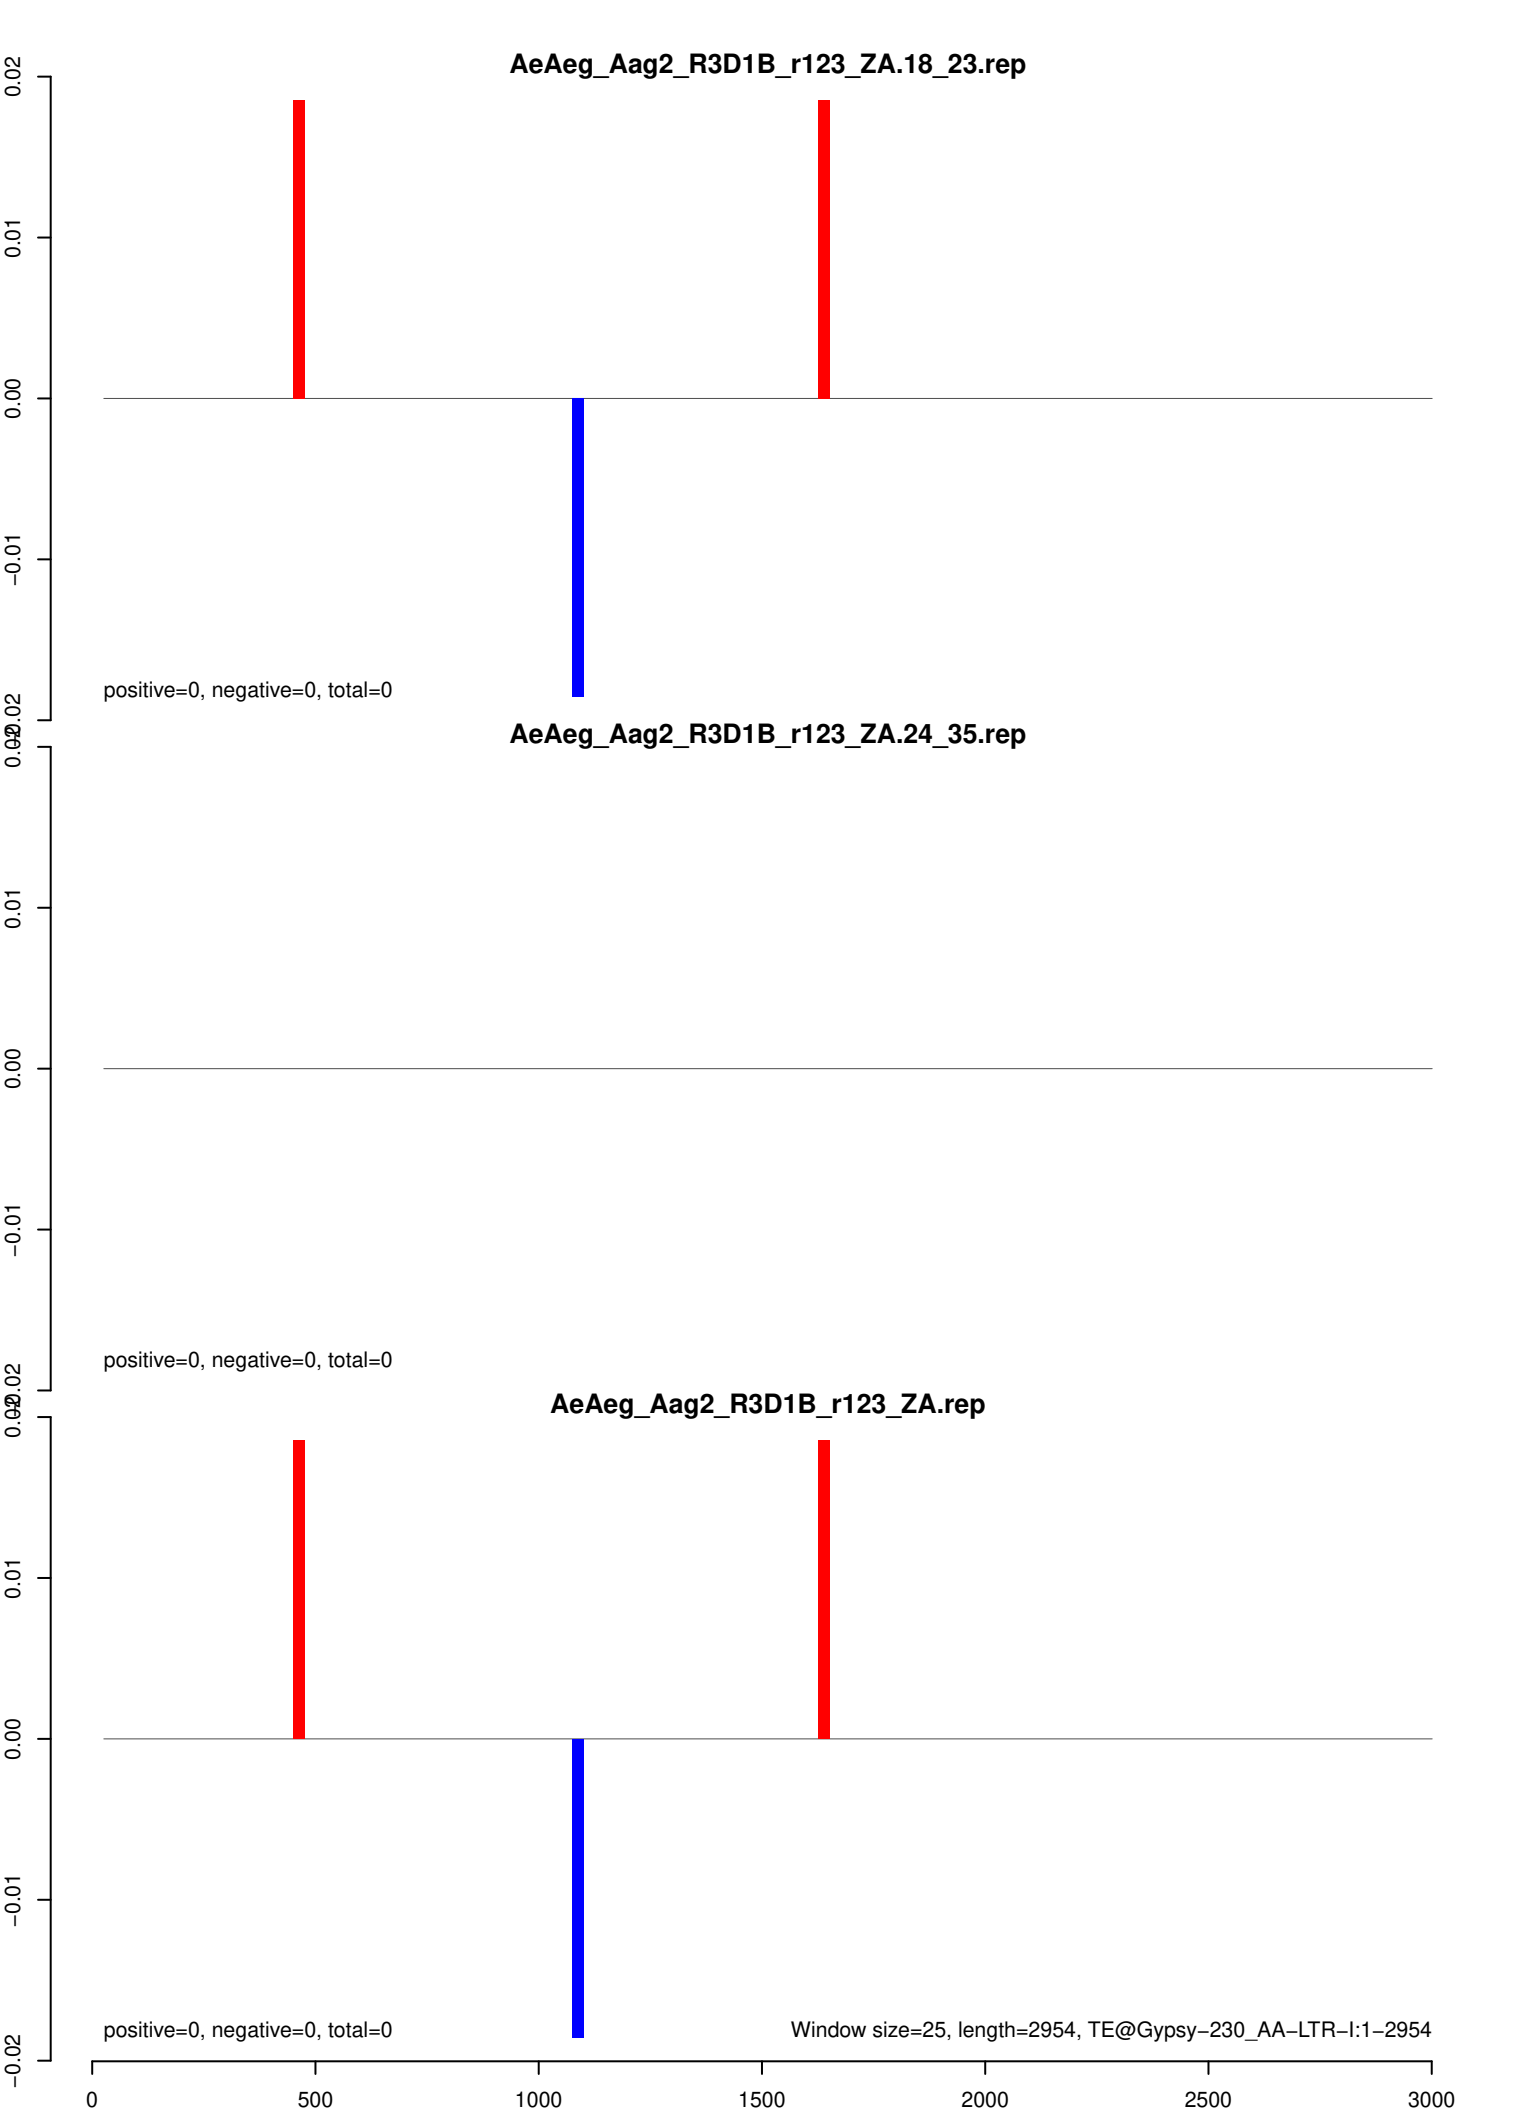 AeAeg_Aag2_R3D1B_r123_ZA.18_23.rep
0.02
0.01
0.00
−0.01
−0.02
positive=0, negative=0, total=0
AeAeg_Aag2_R3D1B_r123_ZA.24_35.rep
0.02
0.01
0.00
−0.01
−0.02
positive=0, negative=0, total=0
AeAeg_Aag2_R3D1B_r123_ZA.rep
0.02
0.01
0.00
−0.01
−0.02
positive=0, negative=0, total=0
Window size=25, length=2954, TE@Gypsy−230_AA−LTR−I:1−2954
0 500 1000 1500 2000 2500 3000